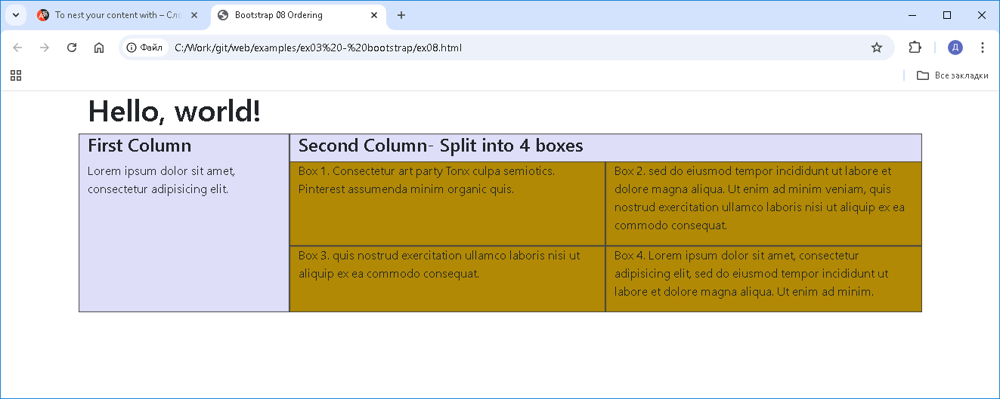 To nest your content with – Сло
Bootstrap 08 Ordering
Файл
C:/Work/git/web/examples/ex03%20-%20bootstrap/ex08.html
Д
Все закладки
Hello, world!
First Column
Lorem ipsum dolor sit amet,
consectetur adipisicing elit.
Second Column- Split into 4 boxes
Box 1. Consectetur art party Tonx culpa semiotics.
Pinterest assumenda minim organic quis.
Box 2. sed do eiusmod tempor incididunt ut labore et
dolore magna aliqua. Ut enim ad minim veniam, quis
nostrud exercitation ullamco laboris nisi ut aliquip ex ea
commodo consequat.
Box 3. quis nostrud exercitation ullamco laboris nisi ut
aliquip ex ea commodo consequat.
Box 4. Lorem ipsum dolor sit amet, consectetur
adipisicing elit, sed do eiusmod tempor incididunt ut
labore et dolore magna aliqua. Ut enim ad minim.